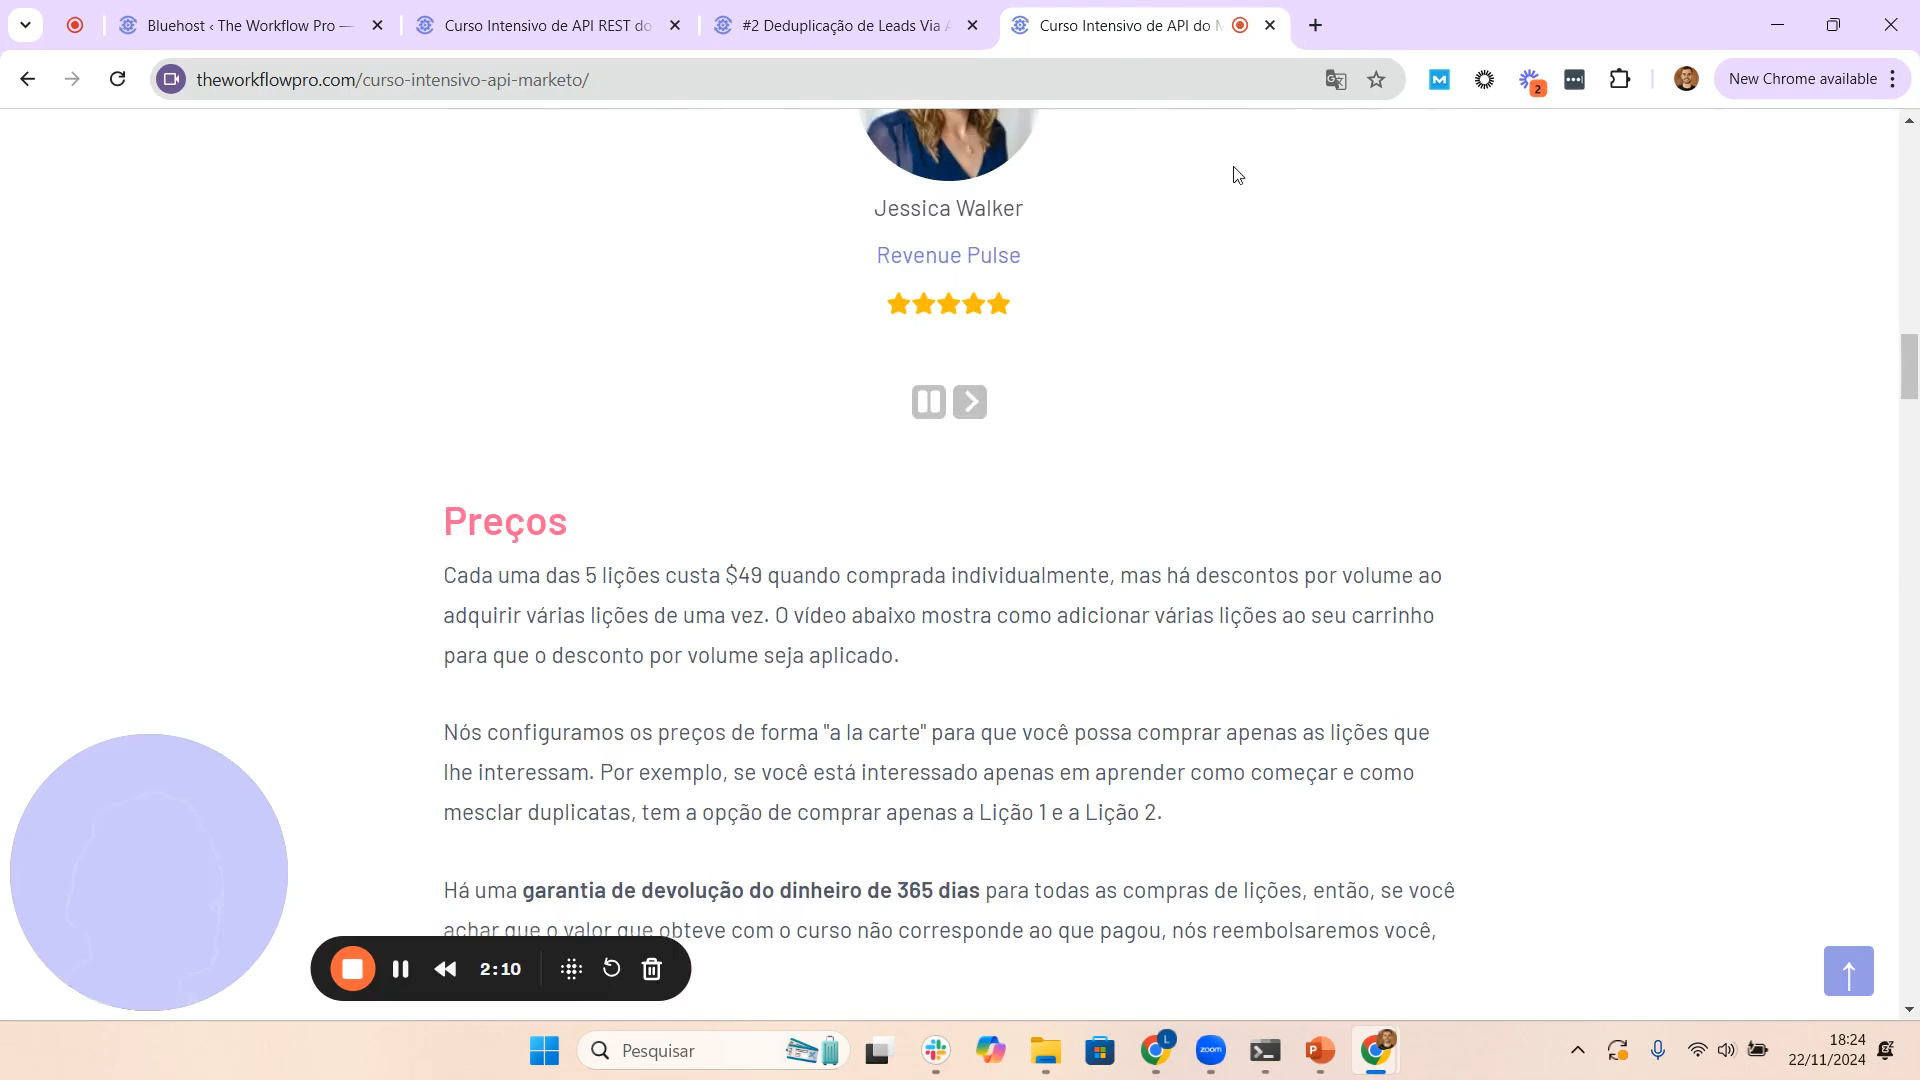 Bluehost ‹ The Workflow Pro —
Curso Intensivo de API REST do
#2 Deduplicação de Leads Via A
Curso Intensivo de API do M
theworkflowpro.com/curso-intensivo-api-marketo/
2
New Chrome available
Jessica Walker
Revenue Pulse
Preços
Cada uma das 5 lições custa $49 quando comprada individualmente, mas há descontos por volume ao
adquirir várias lições de uma vez. O vídeo abaixo mostra como adicionar várias lições ao seu carrinho
para que o desconto por volume seja aplicado.
Nós configuramos os preços de forma "a la carte" para que você possa comprar apenas as lições que
lhe interessam. Por exemplo, se você está interessado apenas em aprender como começar e como
mesclar duplicatas, tem a opção de comprar apenas a Lição 1 e a Lição 2.
Há uma garantia de devolução do dinheiro de 365 dias para todas as compras de lições, então, se você
achar que o valor que obteve com o curso não corresponde ao que pagou, nós reembolsaremos você,
2:10
Pesquisar
L
zoom
18:24
22/11/2024